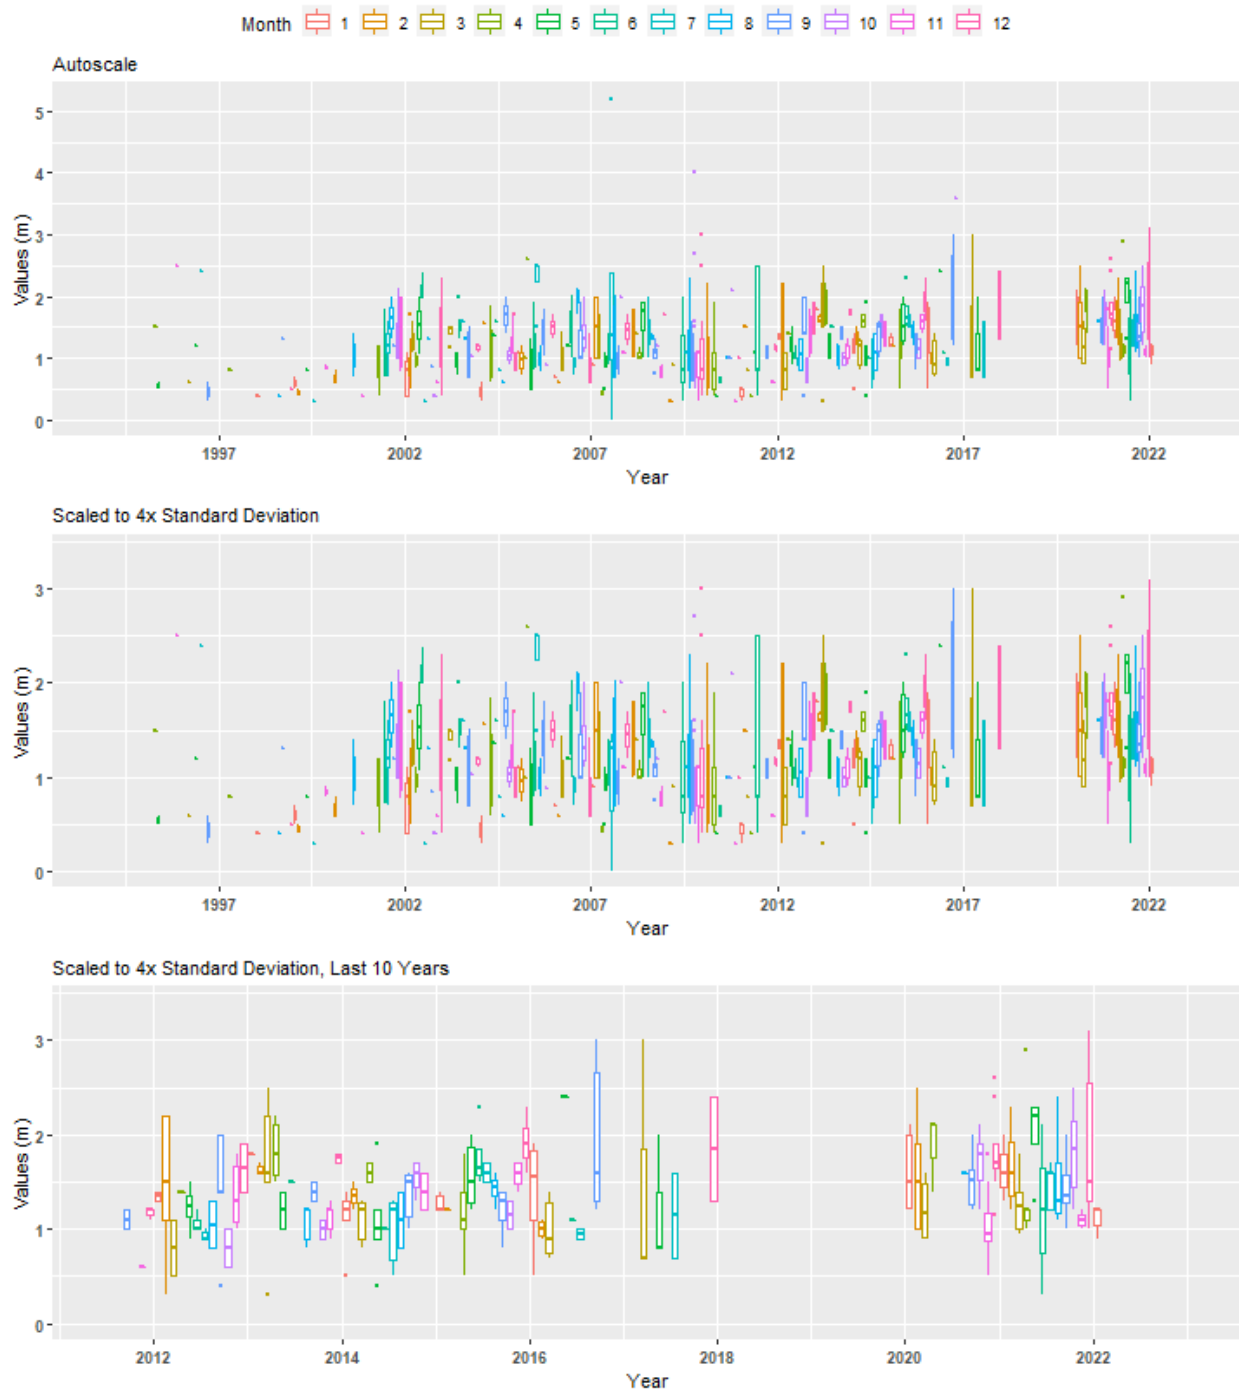 Month 1 2 3 4 5 6 7 8 9 10 11 12
Autoscale
Values (m)
5
4
3
2
1
0
1997 2002 2007 2012 2017 2022
Year
Scaled to 4x Standard Deviation
Values (m)
3
2
1
0
1997 2002 2007 2012 2017 2022
Year
Scaled to 4x Standard Deviation, Last 10 Years
Values (m)
3
2
1
0
2012 2014 2016 2018 2020 2022
Year